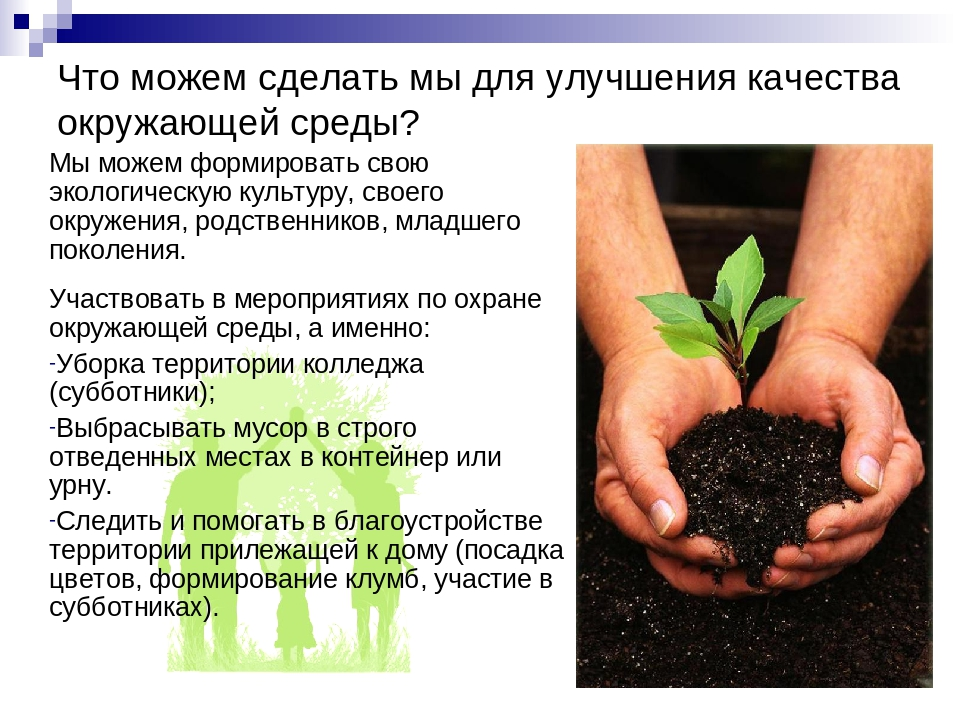 Что можем сделать мы для улучшения качества
окружающей среды?
Мы можем формировать свою
экологическую культуру, своего
окружения, родственников, младшего
поколения.
Участвовать в мероприятиях по охране
окружающей среды, а именно:
-Уборка территории колледжа
(субботники);
-Выбрасывать мусор в строго
отведенных местах в контейнер или
урну.
-Следить и помогать в благоустройстве
территории прилежащей к дому (посадка
цветов, формирование клумб, участие в
субботниках).